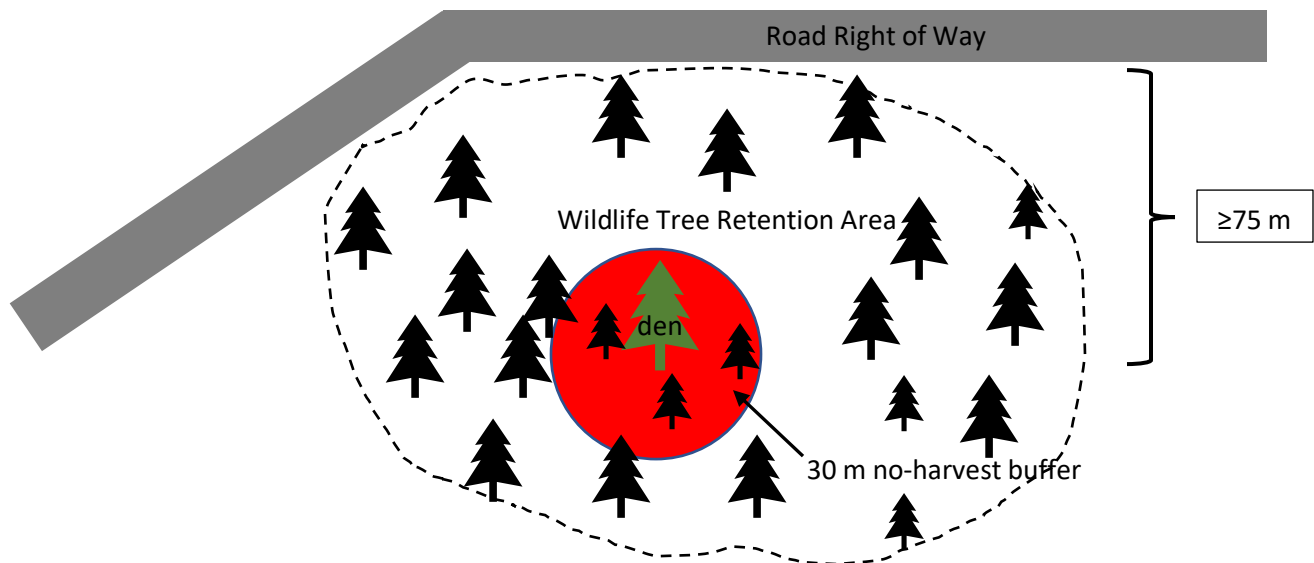 Road Right of Way
≥75 m
Wildlife Tree Retention Area
den
30 m no-harvest buffer